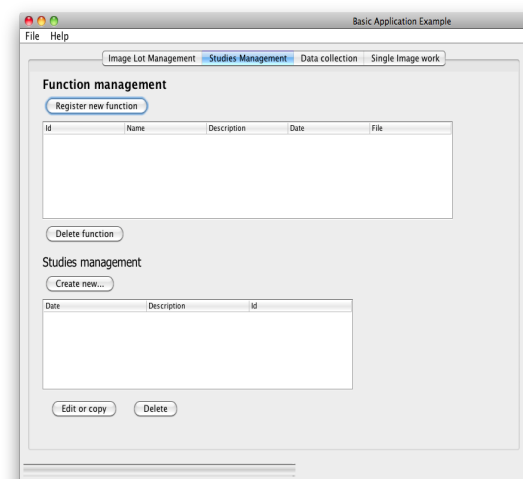 Basic Application Example
File Help
Image Lot Management Studies Management Data collection Single Image work
Function management
Register new function
Id Name Description Date File
Delete function
Studies management
Create new...
Date Description Id
Edit or copy Delete